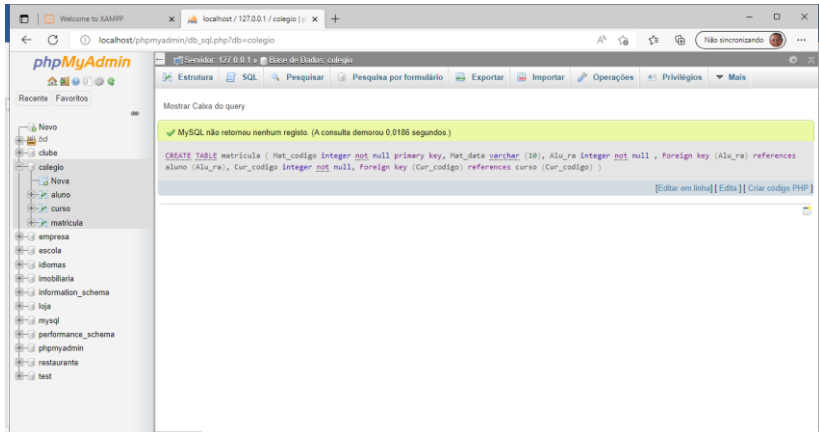 Welcome to XAMPP
localhost / 127.0.0.1 / colegio | p
localhost/phpmyadmin/db_sql.php?db=colegio
Não sincronizando
phpMyAdmin
Recente Favoritos
Novo
bd
clube
colegio
Nova
aluno
curso
matricula
empresa
escola
idiomas
imobiliaria
information_schema
loja
mysql
performance_schema
phpmyadmin
restaurante
test
Servidor: 127.0.0.1 » Base de Dados: colegio
Estrutura SQL Pesquisar Pesquisa por formulário Exportar Importar Operações Privilégios Mais
Mostrar Caixa do query
MySQL não retornou nenhum registo. (A consulta demorou 0,0186 segundos.)
CREATE TABLE matricula ( Mat_codigo integer not null primary key, Mat_data varchar (10), Alu_ra integer not null , Foreign key (Alu_ra) references
aluno (Alu_ra), Cur_codigo integer not null, Foreign key (Cur_codigo) references curso (Cur_codigo) )
[Editar em linha] [ Edita ] [ Criar código PHP ]